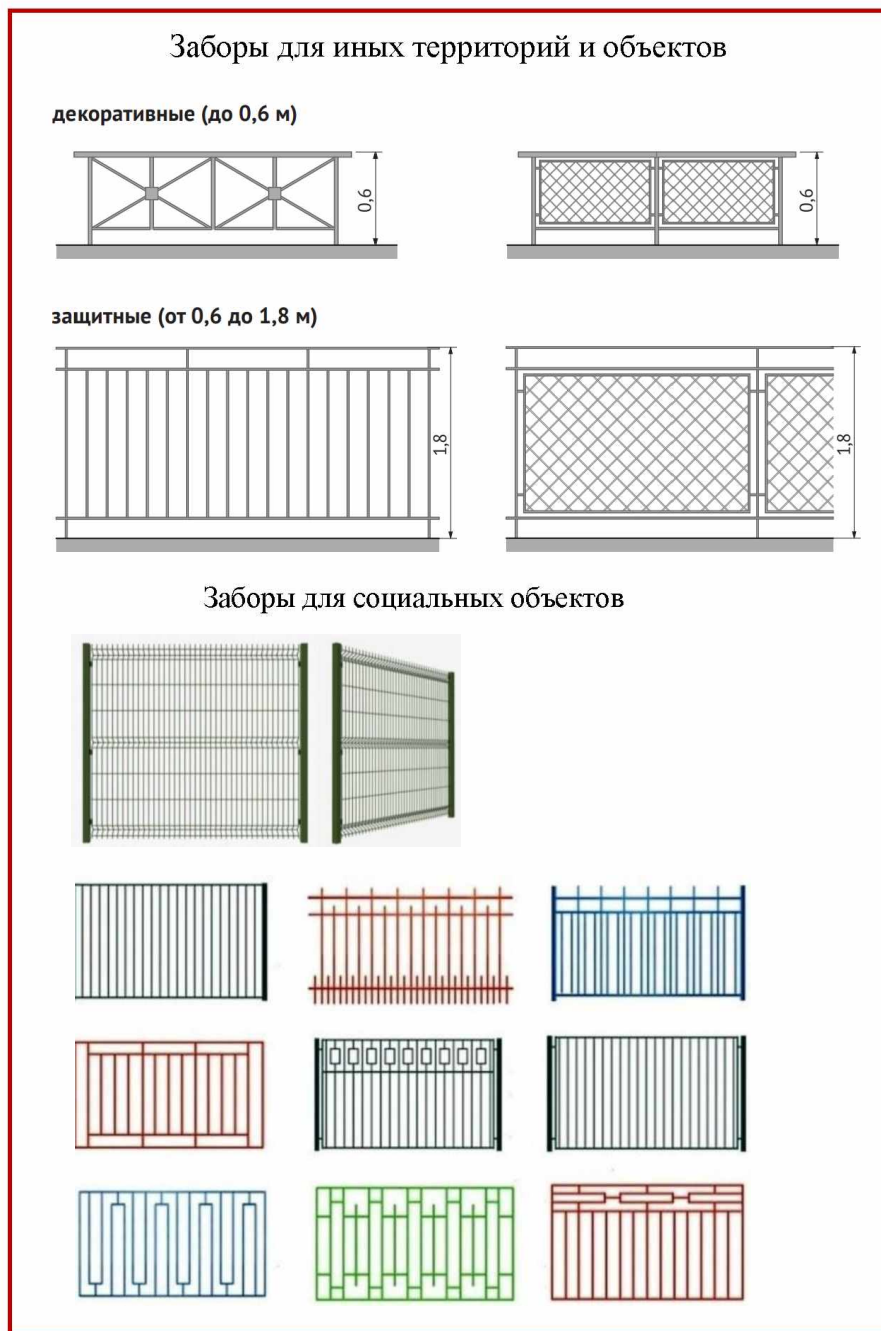 Заборы для иных территорий и объектов
декоративные (до 0,6 м)
0,6
0,6
защитные (от 0,6 до 1,8 м)
1,8
1,8
Заборы для социальных объектов